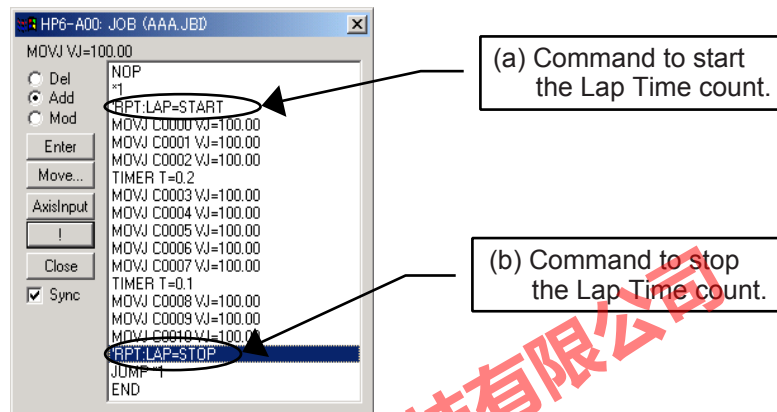 HP6-A00: JOB (AAA.JBI)
MOVJ VJ=100.00
Del
Add
Mod
Enter
Move...
AxisInput
!
Close
Sync
NOP
*1
'RPT:LAP=START
MOVJ C0000 VJ=100.00
MOVJ C0001 VJ=100.00
MOVJ C0002 VJ=100.00
TIMER T=0.2
MOVJ C0003 VJ=100.00
MOVJ C0004 VJ=100.00
MOVJ C0005 VJ=100.00
MOVJ C0006 VJ=100.00
MOVJ C0007 VJ=100.00
TIMER T=0.1
MOVJ C0008 VJ=100.00
MOVJ C0009 VJ=100.00
MOVJ C0010 VJ=100.00
'RPT:LAP=STOP
JUMP *1
END
(a) Command to start
the Lap Time count.
(b) Command to stop
the Lap Time count.
技有限公司